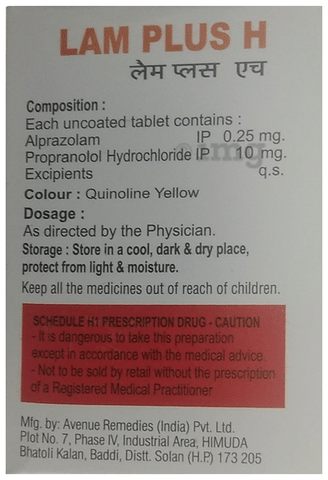 LAM PLUS H
लैम प्लस एच
Composition :
Each uncoated tablet contains :
Alprazolam IP 0.25 mg.
Propranolol Hydrochloride IP 10 mg.
Excipients q.s.
Colour : Quinoline Yellow
Dosage :
As directed by the Physician.
Storage : Store in a cool, dark & dry place,
protect from light & moisture.
Keep all the medicines out of reach of children.
SCHEDULE H1 PRESCRIPTION DRUG - CAUTION
- It is dangerous to take this preparation
except in accordance with the medical advice.
- Not to be sold by retail without the prescription
of a Registered Medical Practitioner
Mfg. by: Avenue Remedies (India) Pvt. Ltd.
Plot No. 7, Phase IV, Industrial Area, HIMUDA
Bhatoli Kalan, Baddi, Distt. Solan (H.P.) 173 205